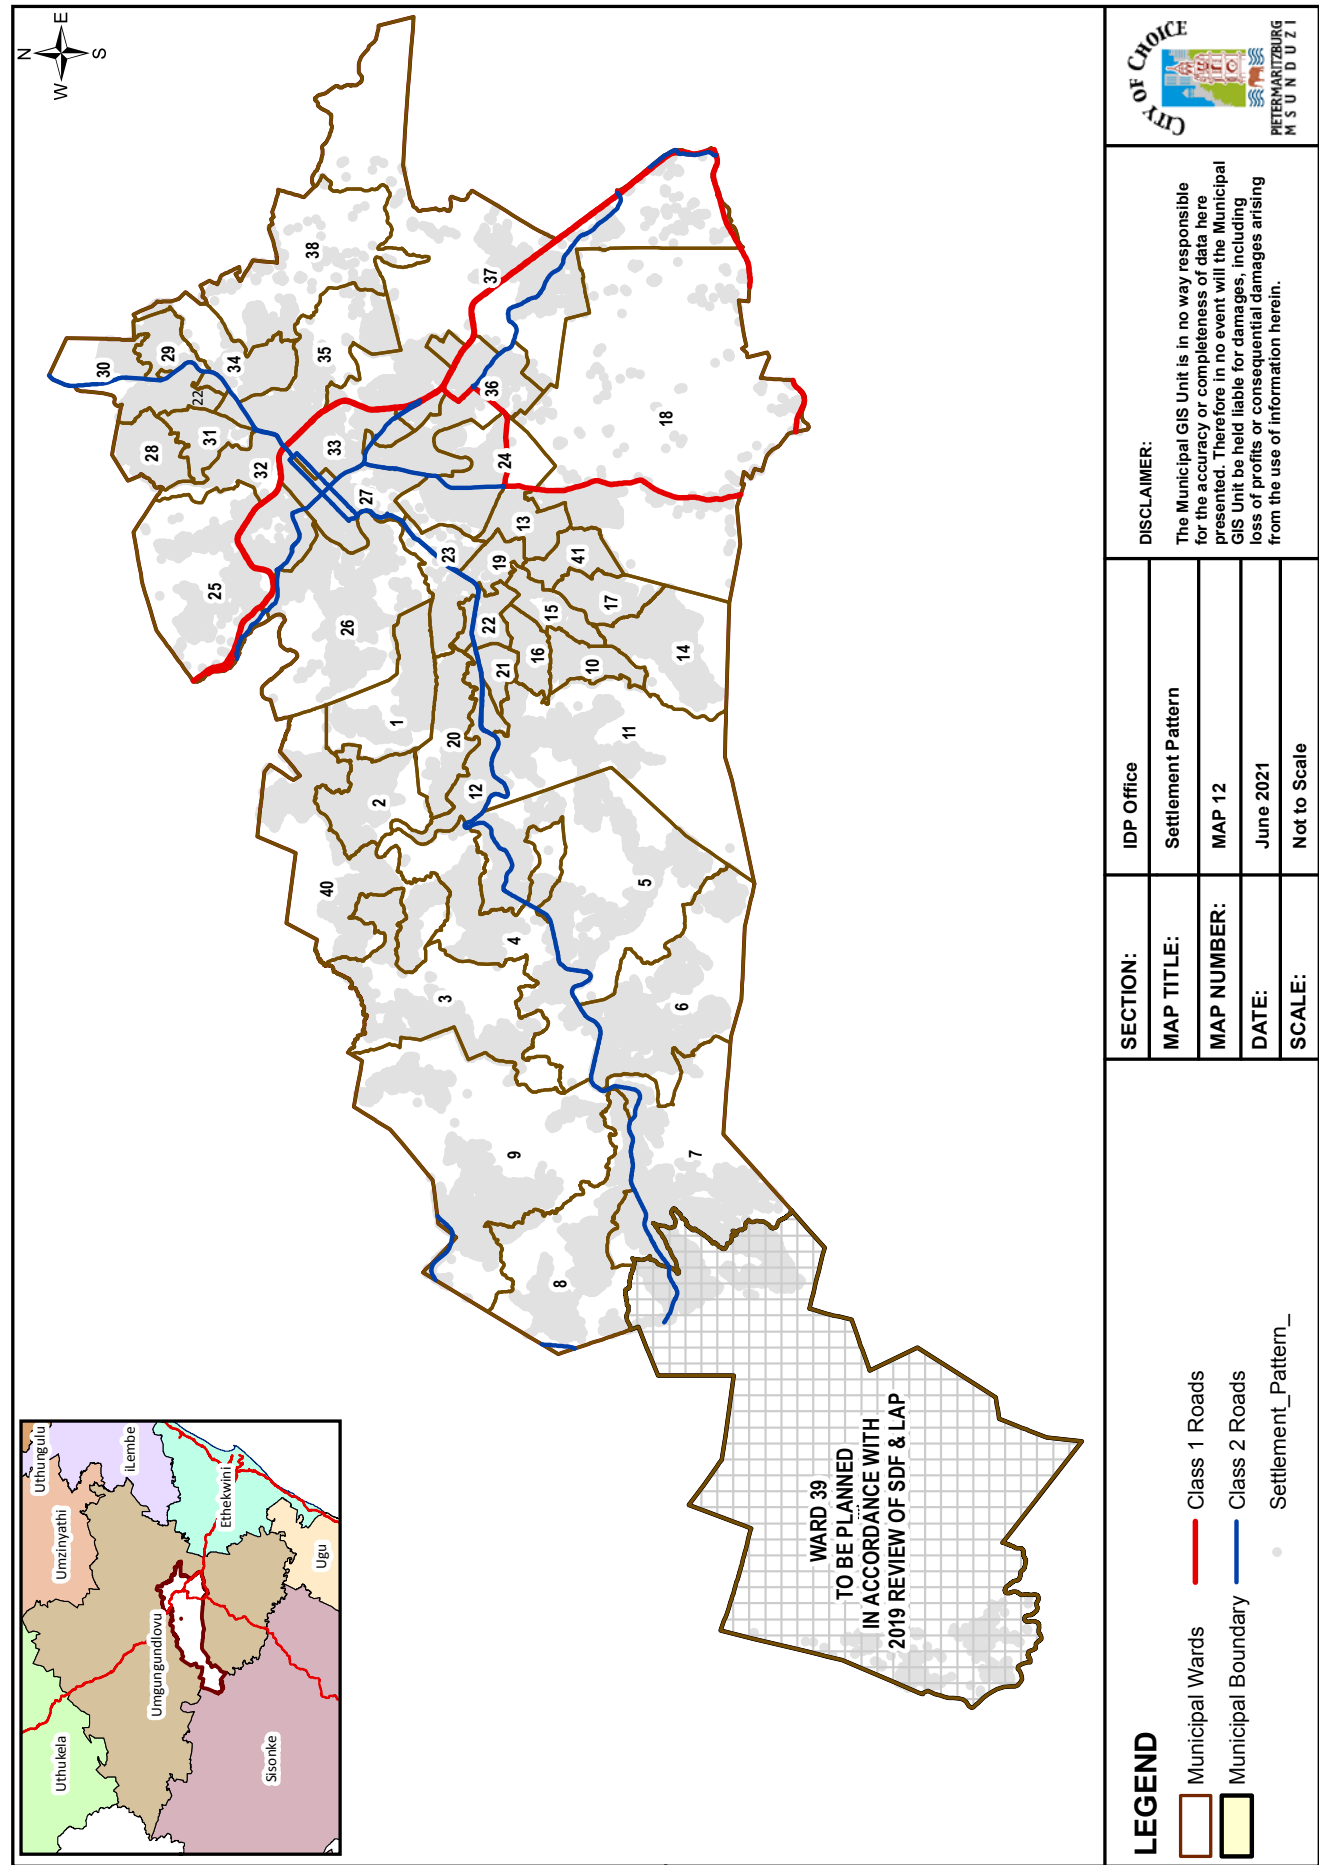 N
W
E
S
Uthukela
Umzinyathi
Uthungulu
iLembe
Umgungundlovu
Ethekwini
Sisonke
Ugu
30
29
28
31
22
34
38
35
32
33
25
37
36
27
24
18
26
23
13
19
41
22
15
17
21
16
10
14
1
20
11
2
12
40
5
4
3
6
9
7
8
WARD 39
TO BE PLANNED
IN ACCORDANCE WITH
2019 REVIEW OF SDF & LAP
LEGEND
Municipal Wards
Municipal Boundary
Class 1 Roads
Class 2 Roads
Settlement_Pattern_
SECTION:
IDP Office
MAP TITLE:
Settlement Pattern
MAP NUMBER:
MAP 12
DATE:
June 2021
SCALE:
Not to Scale
DISCLAIMER:
The Municipal GIS Unit is in no way responsible
for the accuracy or completeness of data here
presented. Therefore in no event will the Municipal
GIS Unit be held liable for damages, including
loss of profits or consequential damages arising
from the use of information herein.
CITY OF CHOICE
PIETERMARITZBURG
MSUNDUZI